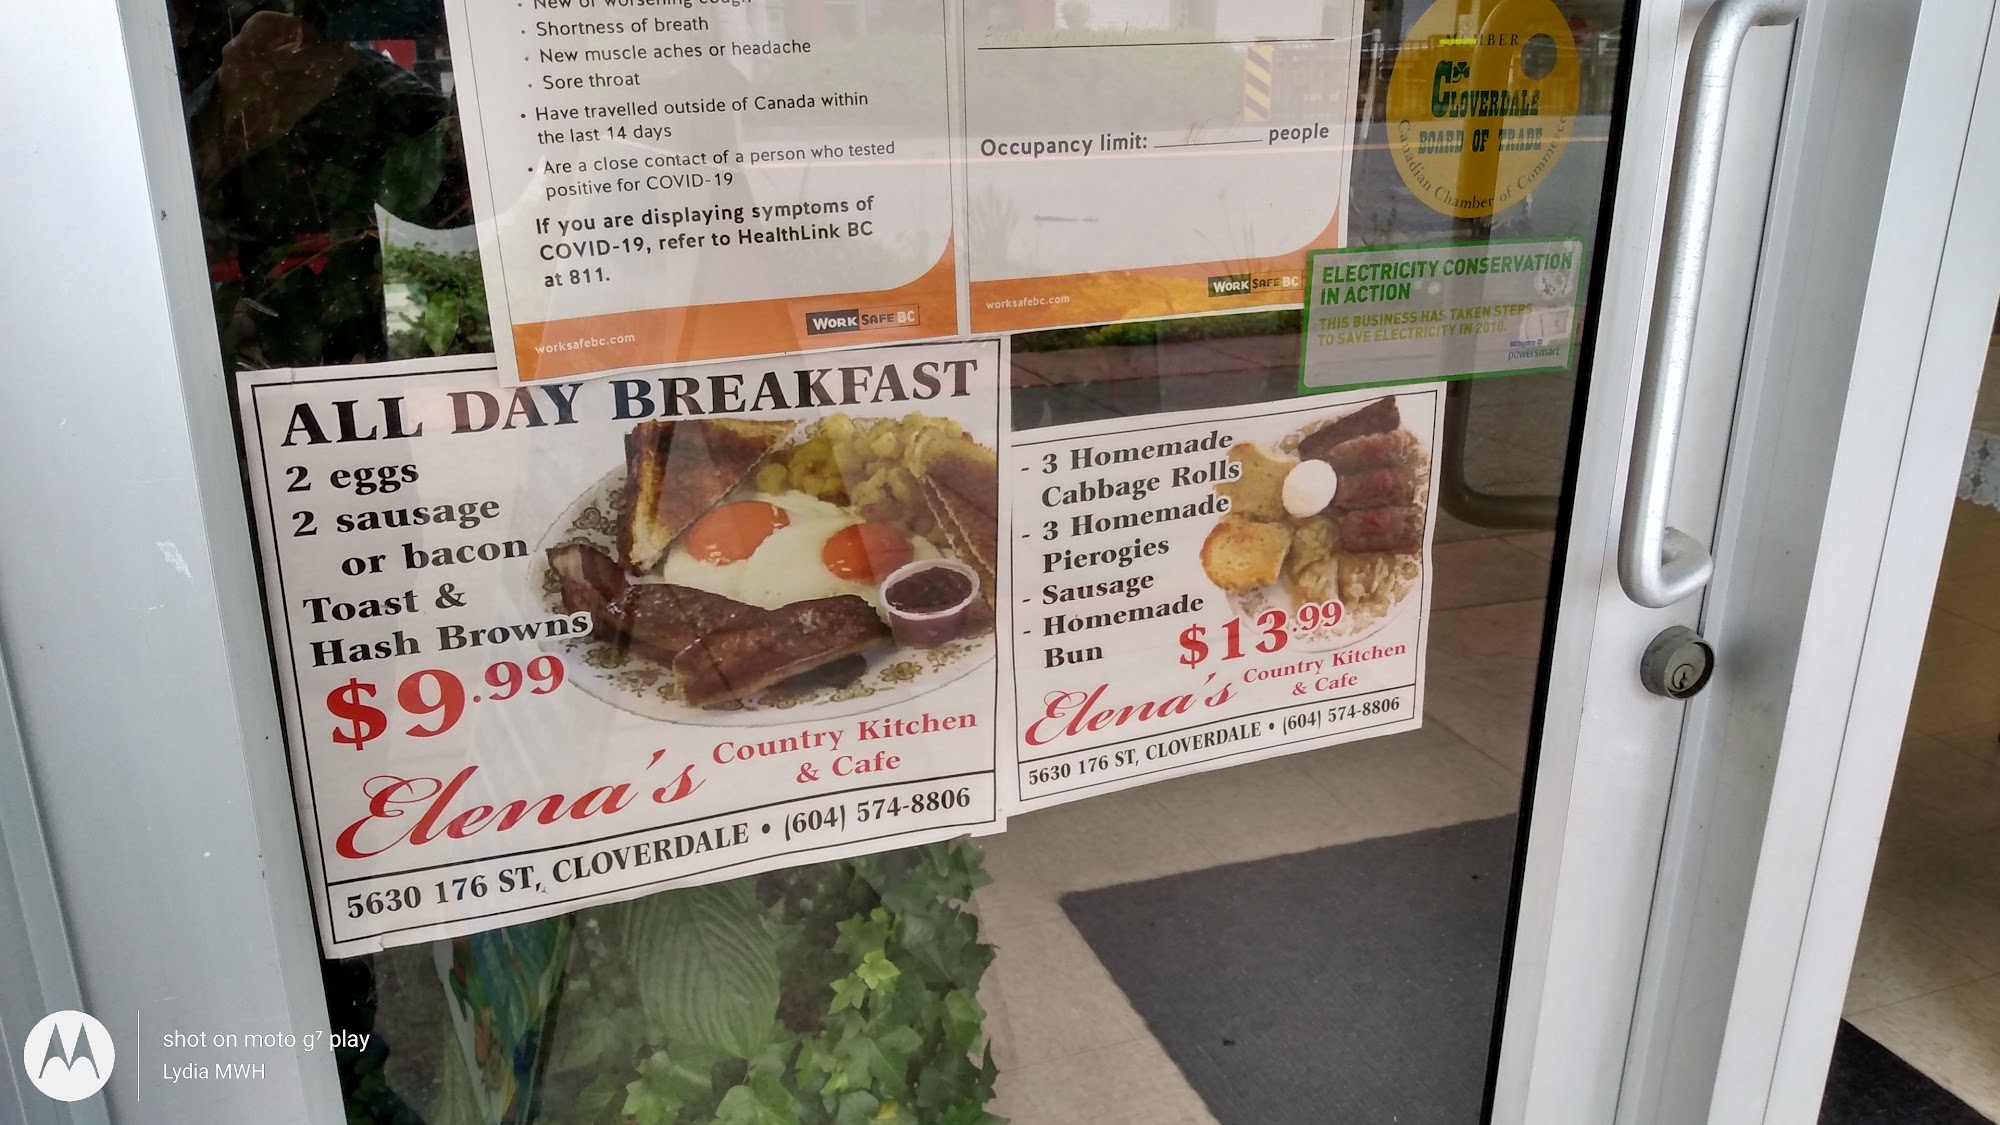 New or worsening cough
Shortness of breath
New muscle aches or headache
Sore throat
Have travelled outside of Canada within
the last 14 days
Are a close contact of a person who tested
positive for COVID-19
If you are displaying symptoms of
COVID-19, refer to HealthLink BC
at 811.
worksafebc.com
WORK SAFE BC
Occupancy limit: people
worksafebc.com
WORK SAFE BC
MEMBER
CLOVERDALE
BOARD OF TRADE
Canadian Chamber of Commerce
ELECTRICITY CONSERVATION
IN ACTION
THIS BUSINESS HAS TAKEN STEPS
TO SAVE ELECTRICITY IN 2010.
BChydro
powersmart
ALL DAY BREAKFAST
2 eggs
2 sausage
or bacon
Toast &
Hash Browns
$9.99
Elena's Country Kitchen
& Cafe
5630 176 ST, CLOVERDALE • (604) 574-8806
- 3 Homemade
Cabbage Rolls
- 3 Homemade
Pierogies
- Sausage
- Homemade
Bun
$13.99
Elena's Country Kitchen
& Cafe
5630 176 ST, CLOVERDALE • (604) 574-8806
shot on moto g⁷ play
Lydia MWH